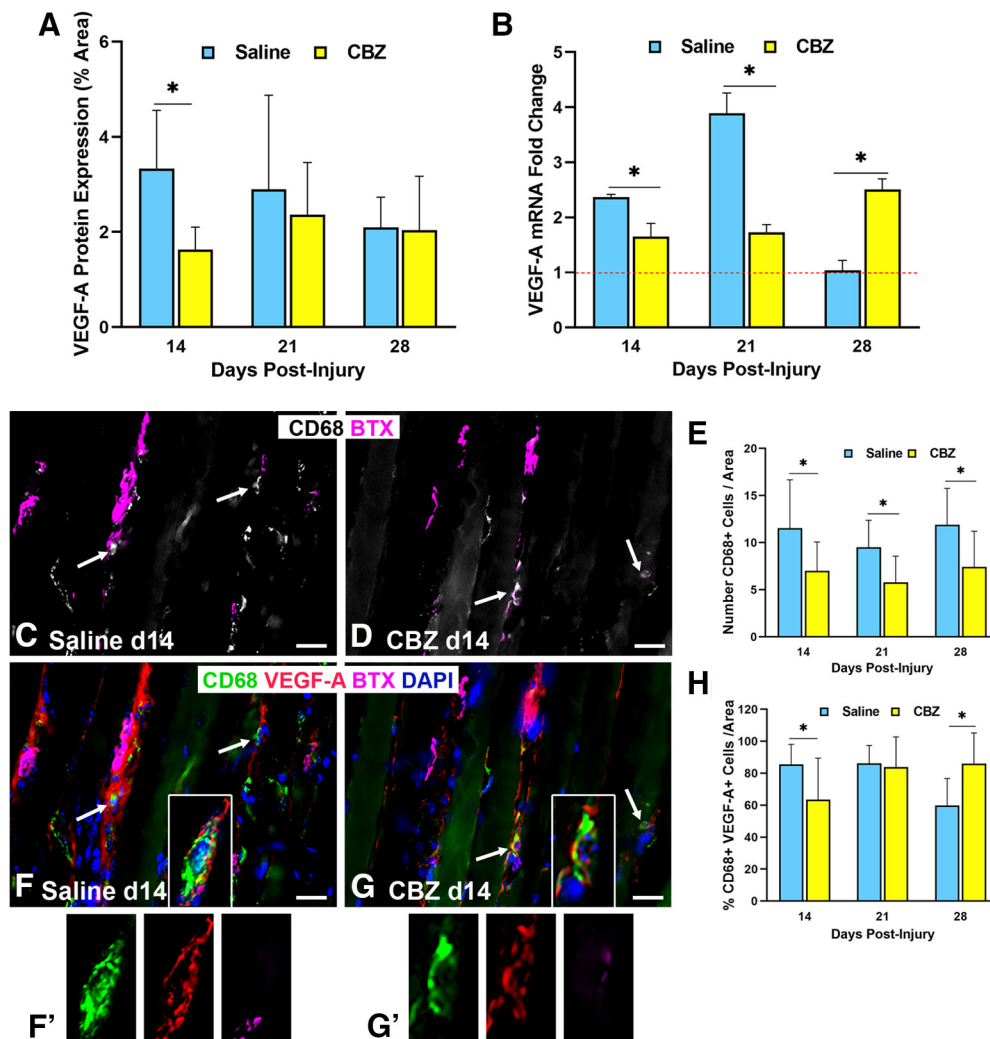 A
VEGF-A Protein Expression (% Area)
Saline CBZ
6
4
2
0
*
14 21 28
Days Post-Injury
B
VEGF-A mRNA Fold Change
Saline CBZ
5
4
3
2
1
0
* * *
14 21 28
Days Post-Injury
CD68 BTX
C Saline d14
D CBZ d14
E
Number CD68+ Cells / Area
Saline CBZ
20
15
10
5
0
* * *
14 21 28
Days Post-Injury
CD68 VEGF-A BTX DAPI
F Saline d14
G CBZ d14
H
% CD68+ VEGF-A+ Cells /Area
Saline CBZ
120
100
80
60
40
20
0
* *
14 21 28
Days Post-Injury
F'
G'